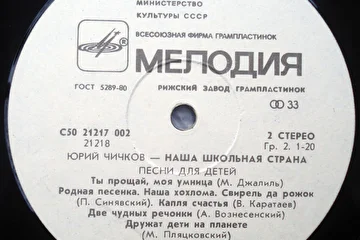 МИНИСТЕРСТВО
КУЛЬТУРЫ СССР
ВСЕСОЮЗНАЯ ФИРМА ГРАМПЛАСТИНОК
МЕЛОДИЯ
ГОСТ 5289-80
РИЖСКИЙ ЗАВОД ГРАМПЛАСТИНОК
33
С50 21217 002
2 СТЕРЕО
21218
Гр. 2. 1-20
ЮРИЙ ЧИЧКОВ — НАША ШКОЛЬНАЯ СТРАНА
ПЕСНИ ДЛЯ ДЕТЕЙ
Ты прощай, моя умница (М. Джалиль)
Родная песенка. Наша хохлома. Свирель да рожок
(П. Синявский). Капля счастья (В. Каратаев)
Две чудных речонки (А. Вознесенский)
Дружат дети на планете
(М. Пляцковский)